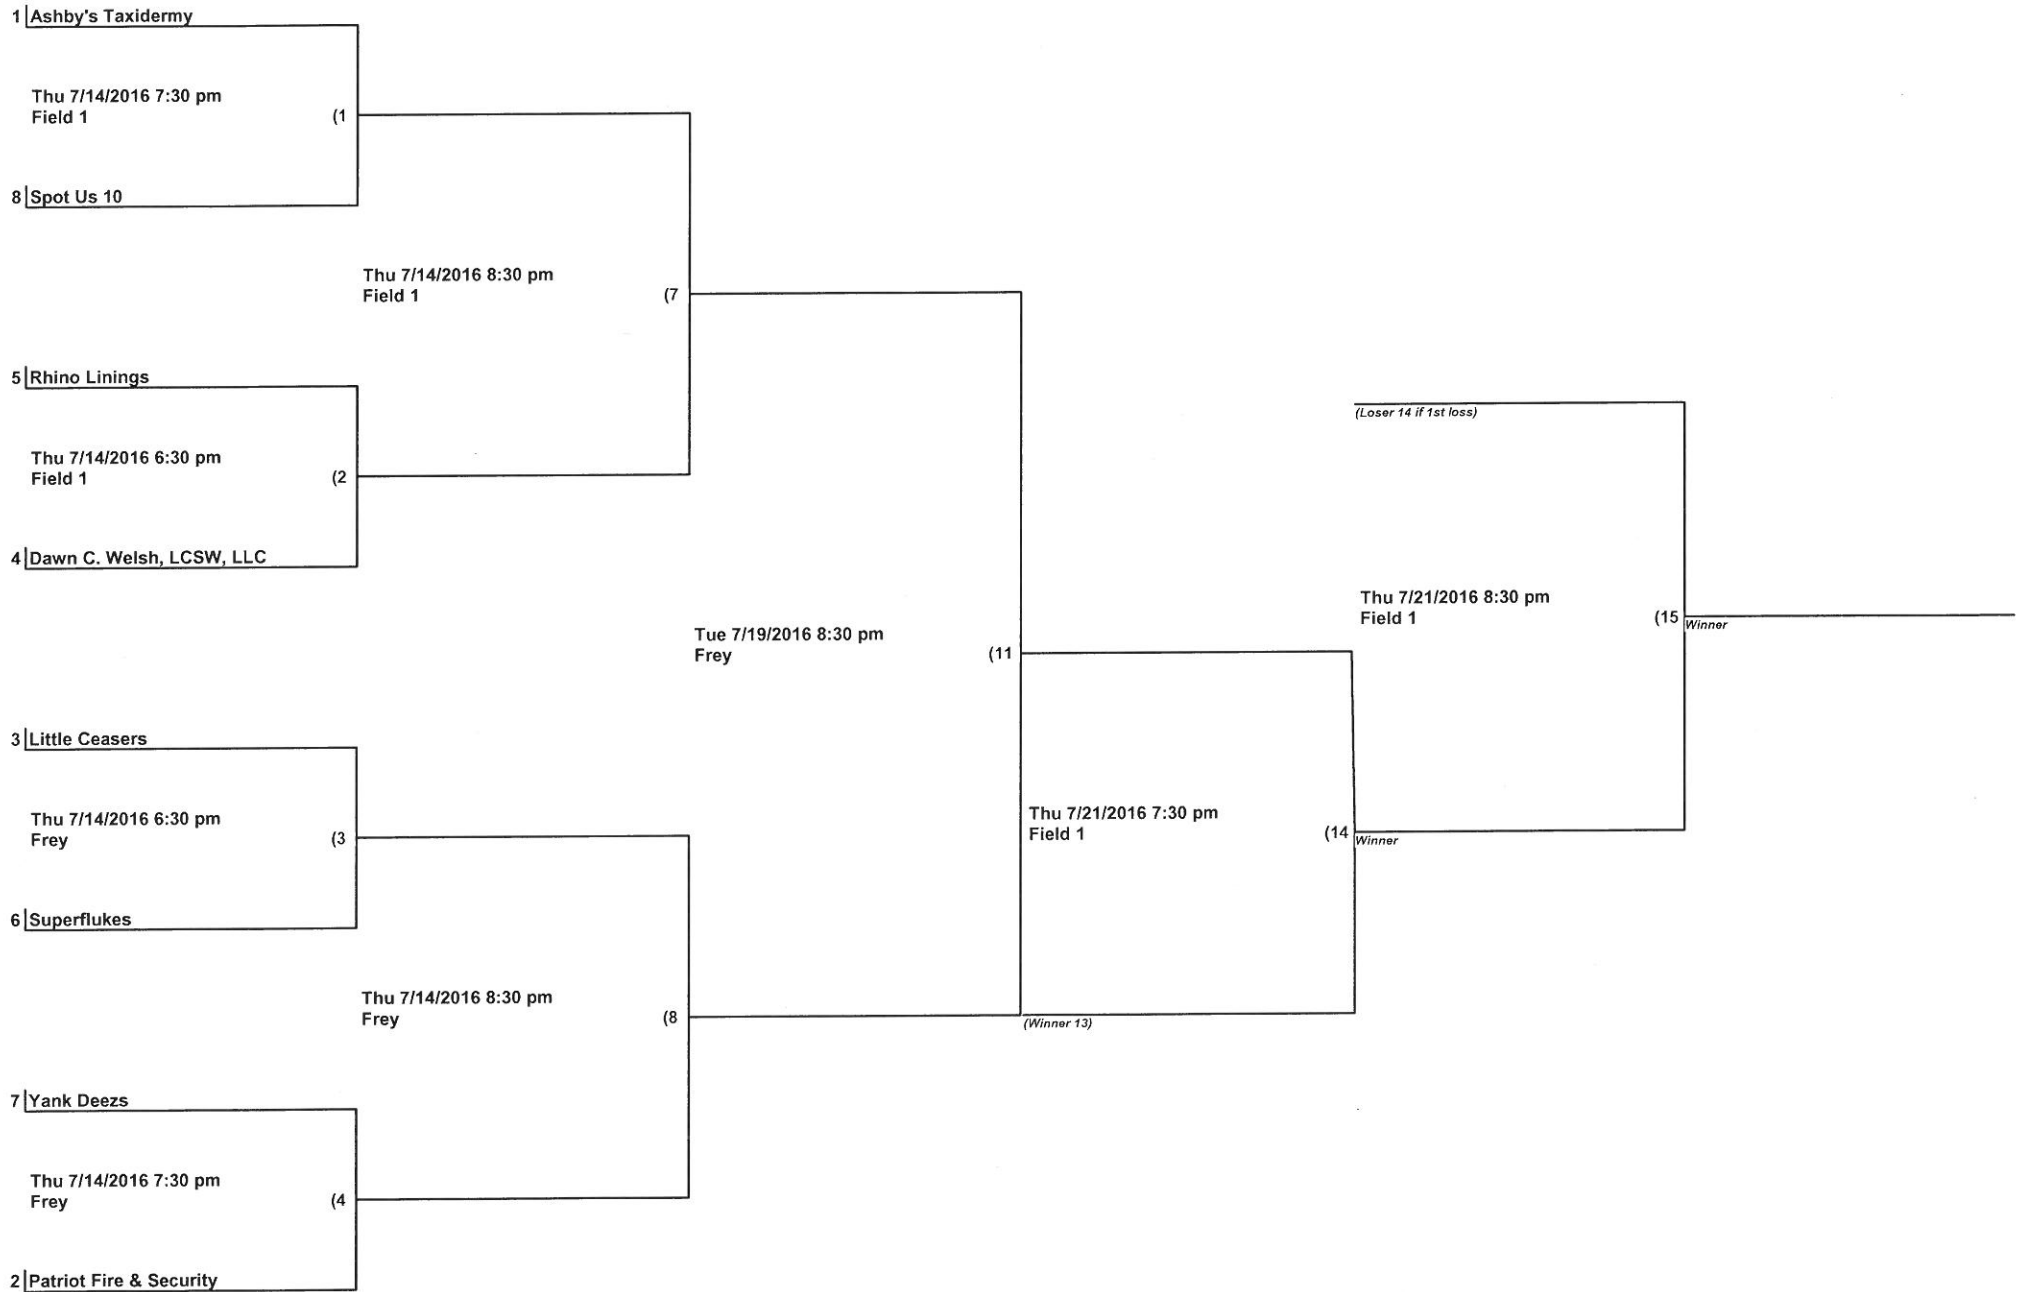 1 Ashby's Taxidermy
Thu 7/14/2016 7:30 pm
Field 1
(1
8 Spot Us 10
Thu 7/14/2016 8:30 pm
Field 1
(7
5 Rhino Linings
(Loser 14 if 1st loss)
Thu 7/14/2016 6:30 pm
Field 1
(2
4 Dawn C. Welsh, LCSW, LLC
Thu 7/21/2016 8:30 pm
Field 1
(15
Winner
Tue 7/19/2016 8:30 pm
Frey
(11
3 Little Ceasers
Thu 7/14/2016 6:30 pm
Frey
(3
Thu 7/21/2016 7:30 pm
Field 1
(14
Winner
6 Superflukes
Thu 7/14/2016 8:30 pm
Frey
(8
(Winner 13)
7 Yank Deezs
Thu 7/14/2016 7:30 pm
Frey
(4
2 Patriot Fire & Security